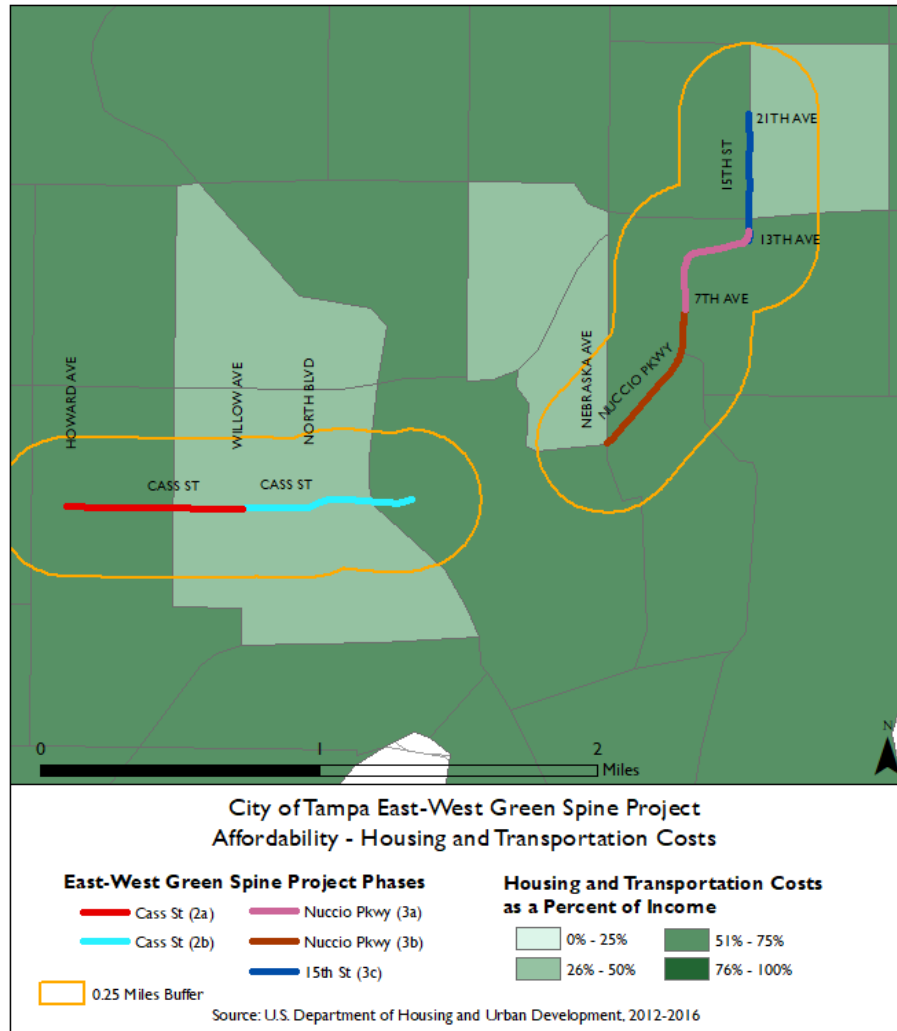 21TH AVE
15TH ST
13TH AVE
7TH AVE
NUCCIO PKWY
NEBRASKA AVE
HOWARD AVE
WILLOW AVE
NORTH BLVD
CASS ST
CASS ST
N
0 1 2
Miles
City of Tampa East-West Green Spine Project
Affordability - Housing and Transportation Costs
East-West Green Spine Project Phases
Cass St (2a)
Cass St (2b)
Nuccio Pkwy (3a)
Nuccio Pkwy (3b)
15th St (3c)
0.25 Miles Buffer
Housing and Transportation Costs
as a Percent of Income
0% - 25%
26% - 50%
51% - 75%
76% - 100%
Source: U.S. Department of Housing and Urban Development, 2012-2016